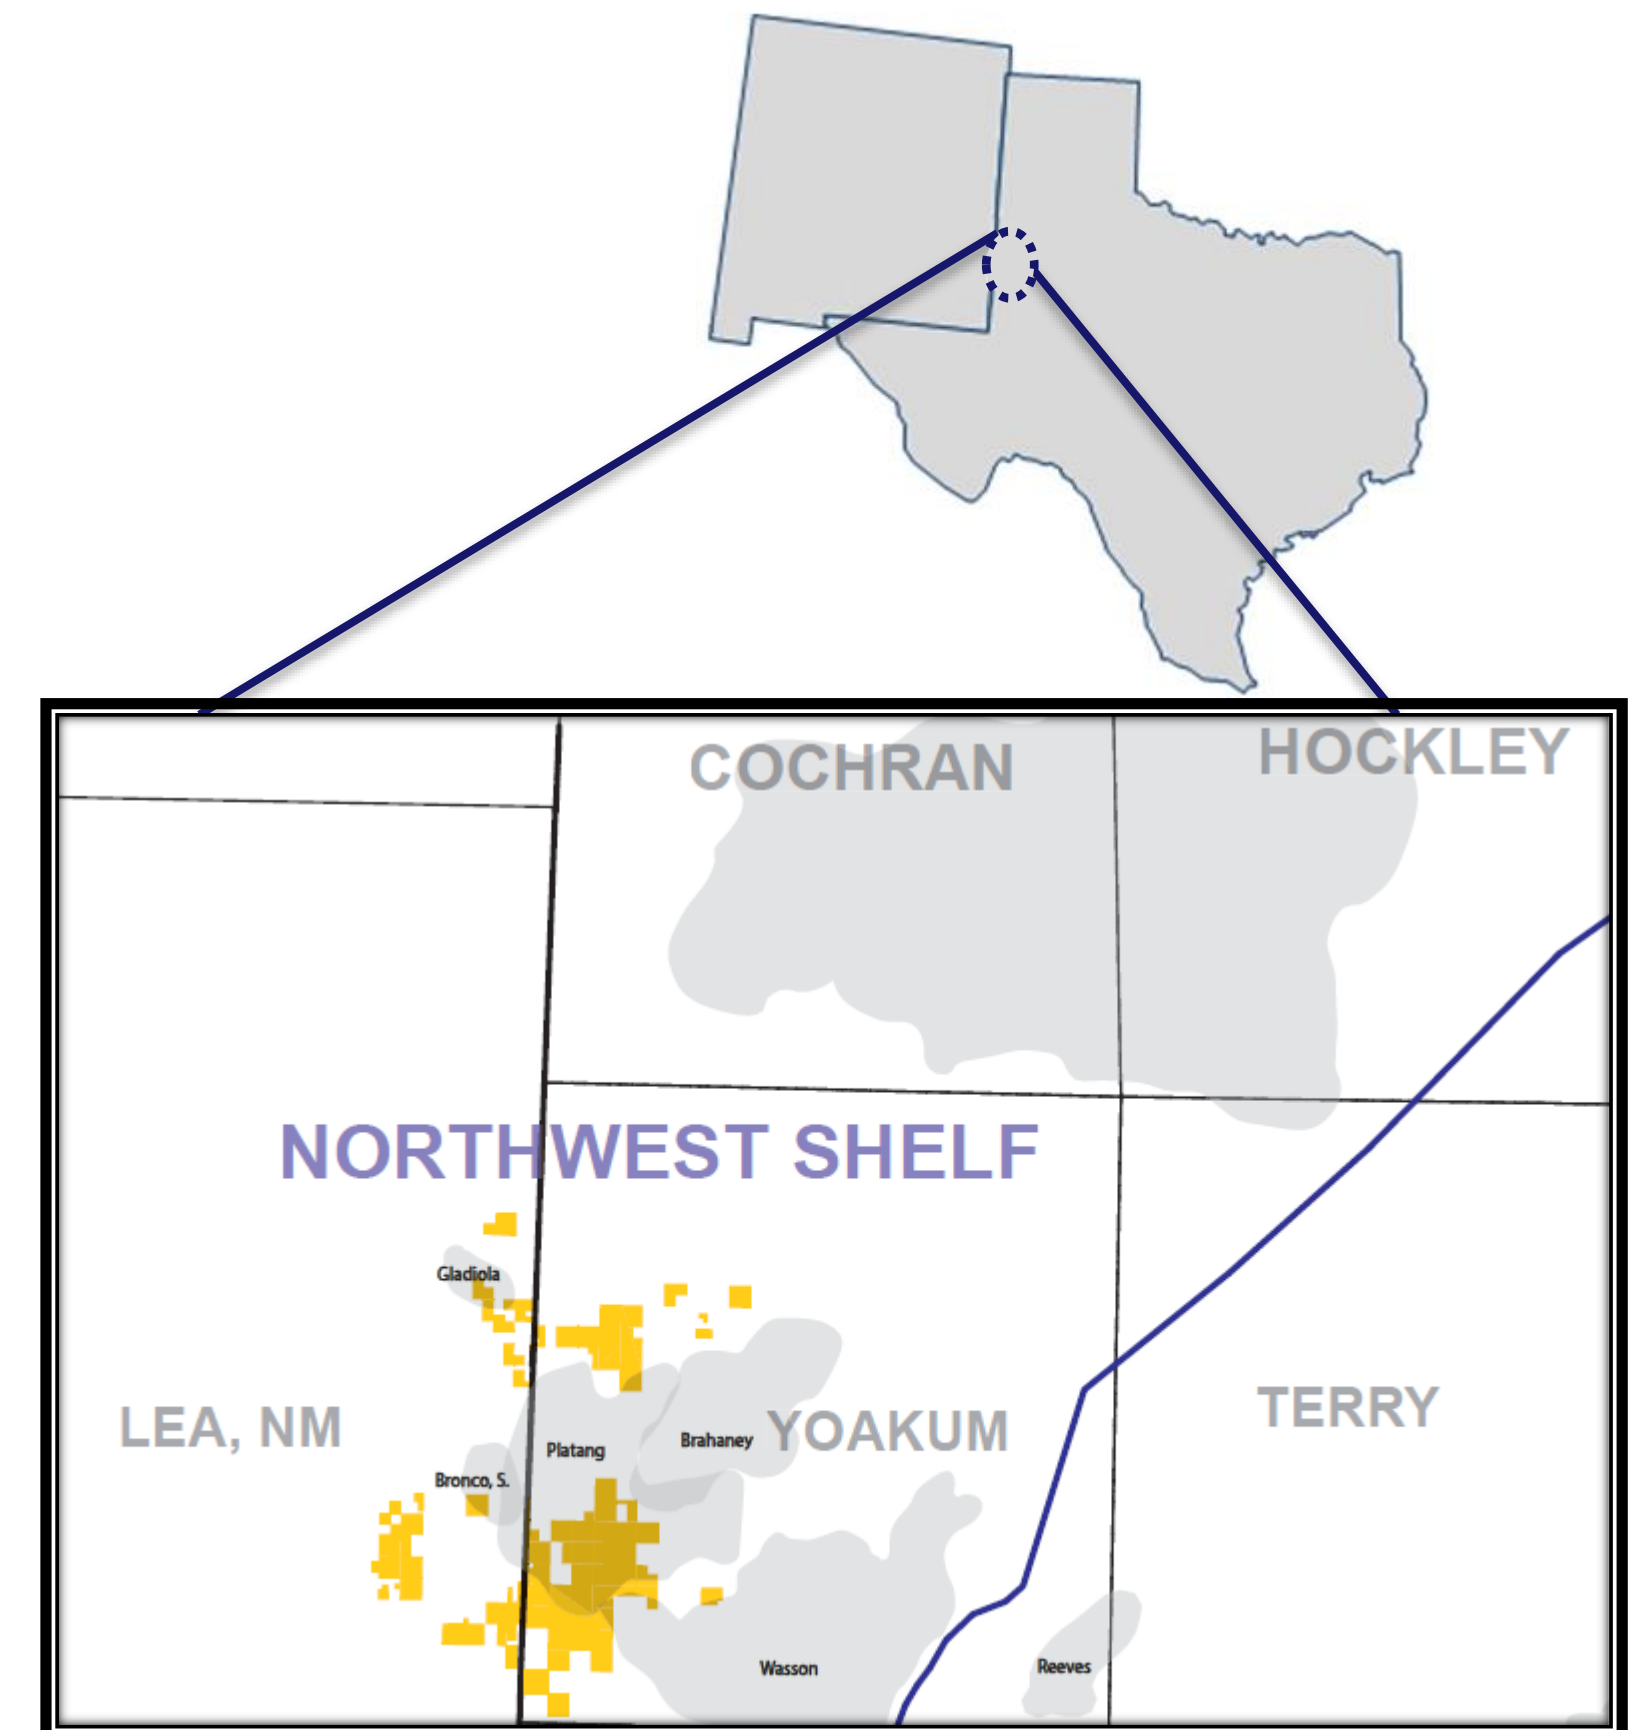 COCHRAN
HOCKLEY
NORTHWEST SHELF
Gladiola
LEA, NM
Platang
Brahaney
YOAKUM
TERRY
Bronco, S.
Wasson
Reeves